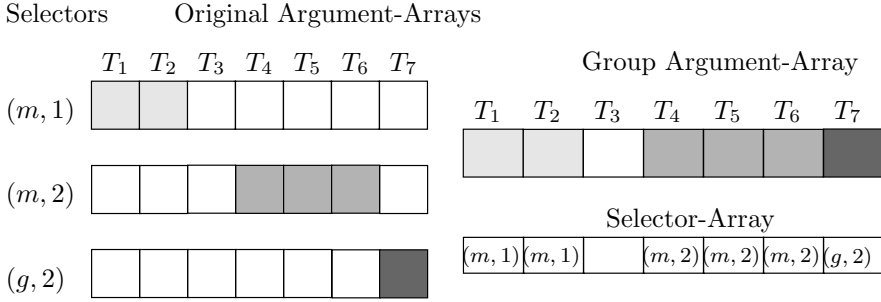 Selectors Original Argument-Arrays
T1 T2 T3 T4 T5 T6 T7
(m, 1)
(m, 2)
(g, 2)
Group Argument-Array
T1 T2 T3 T4 T5 T6 T7
Selector-Array
(m, 1) (m, 1) (m, 2) (m, 2) (m, 2) (g, 2)